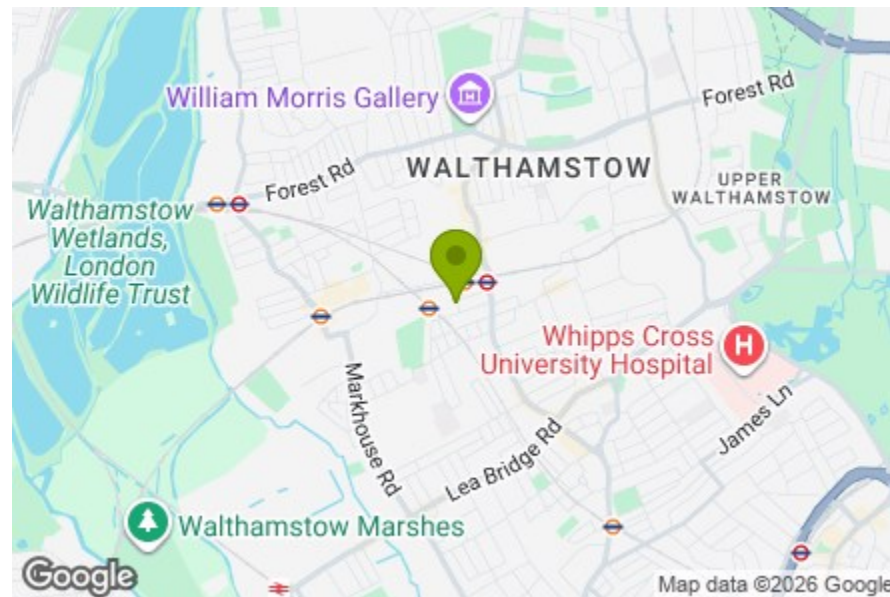 William Morris Gallery
Forest Rd
Forest Rd
WALTHAMSTOW
UPPER
WALTHAMSTOW
Walthamstow
Wetlands,
London
Wildlife Trust
Whipps Cross
University Hospital
H
Markhouse Rd
James Ln
Lea Bridge Rd
Walthamstow Marshes
Google
Map data ©2026 Google